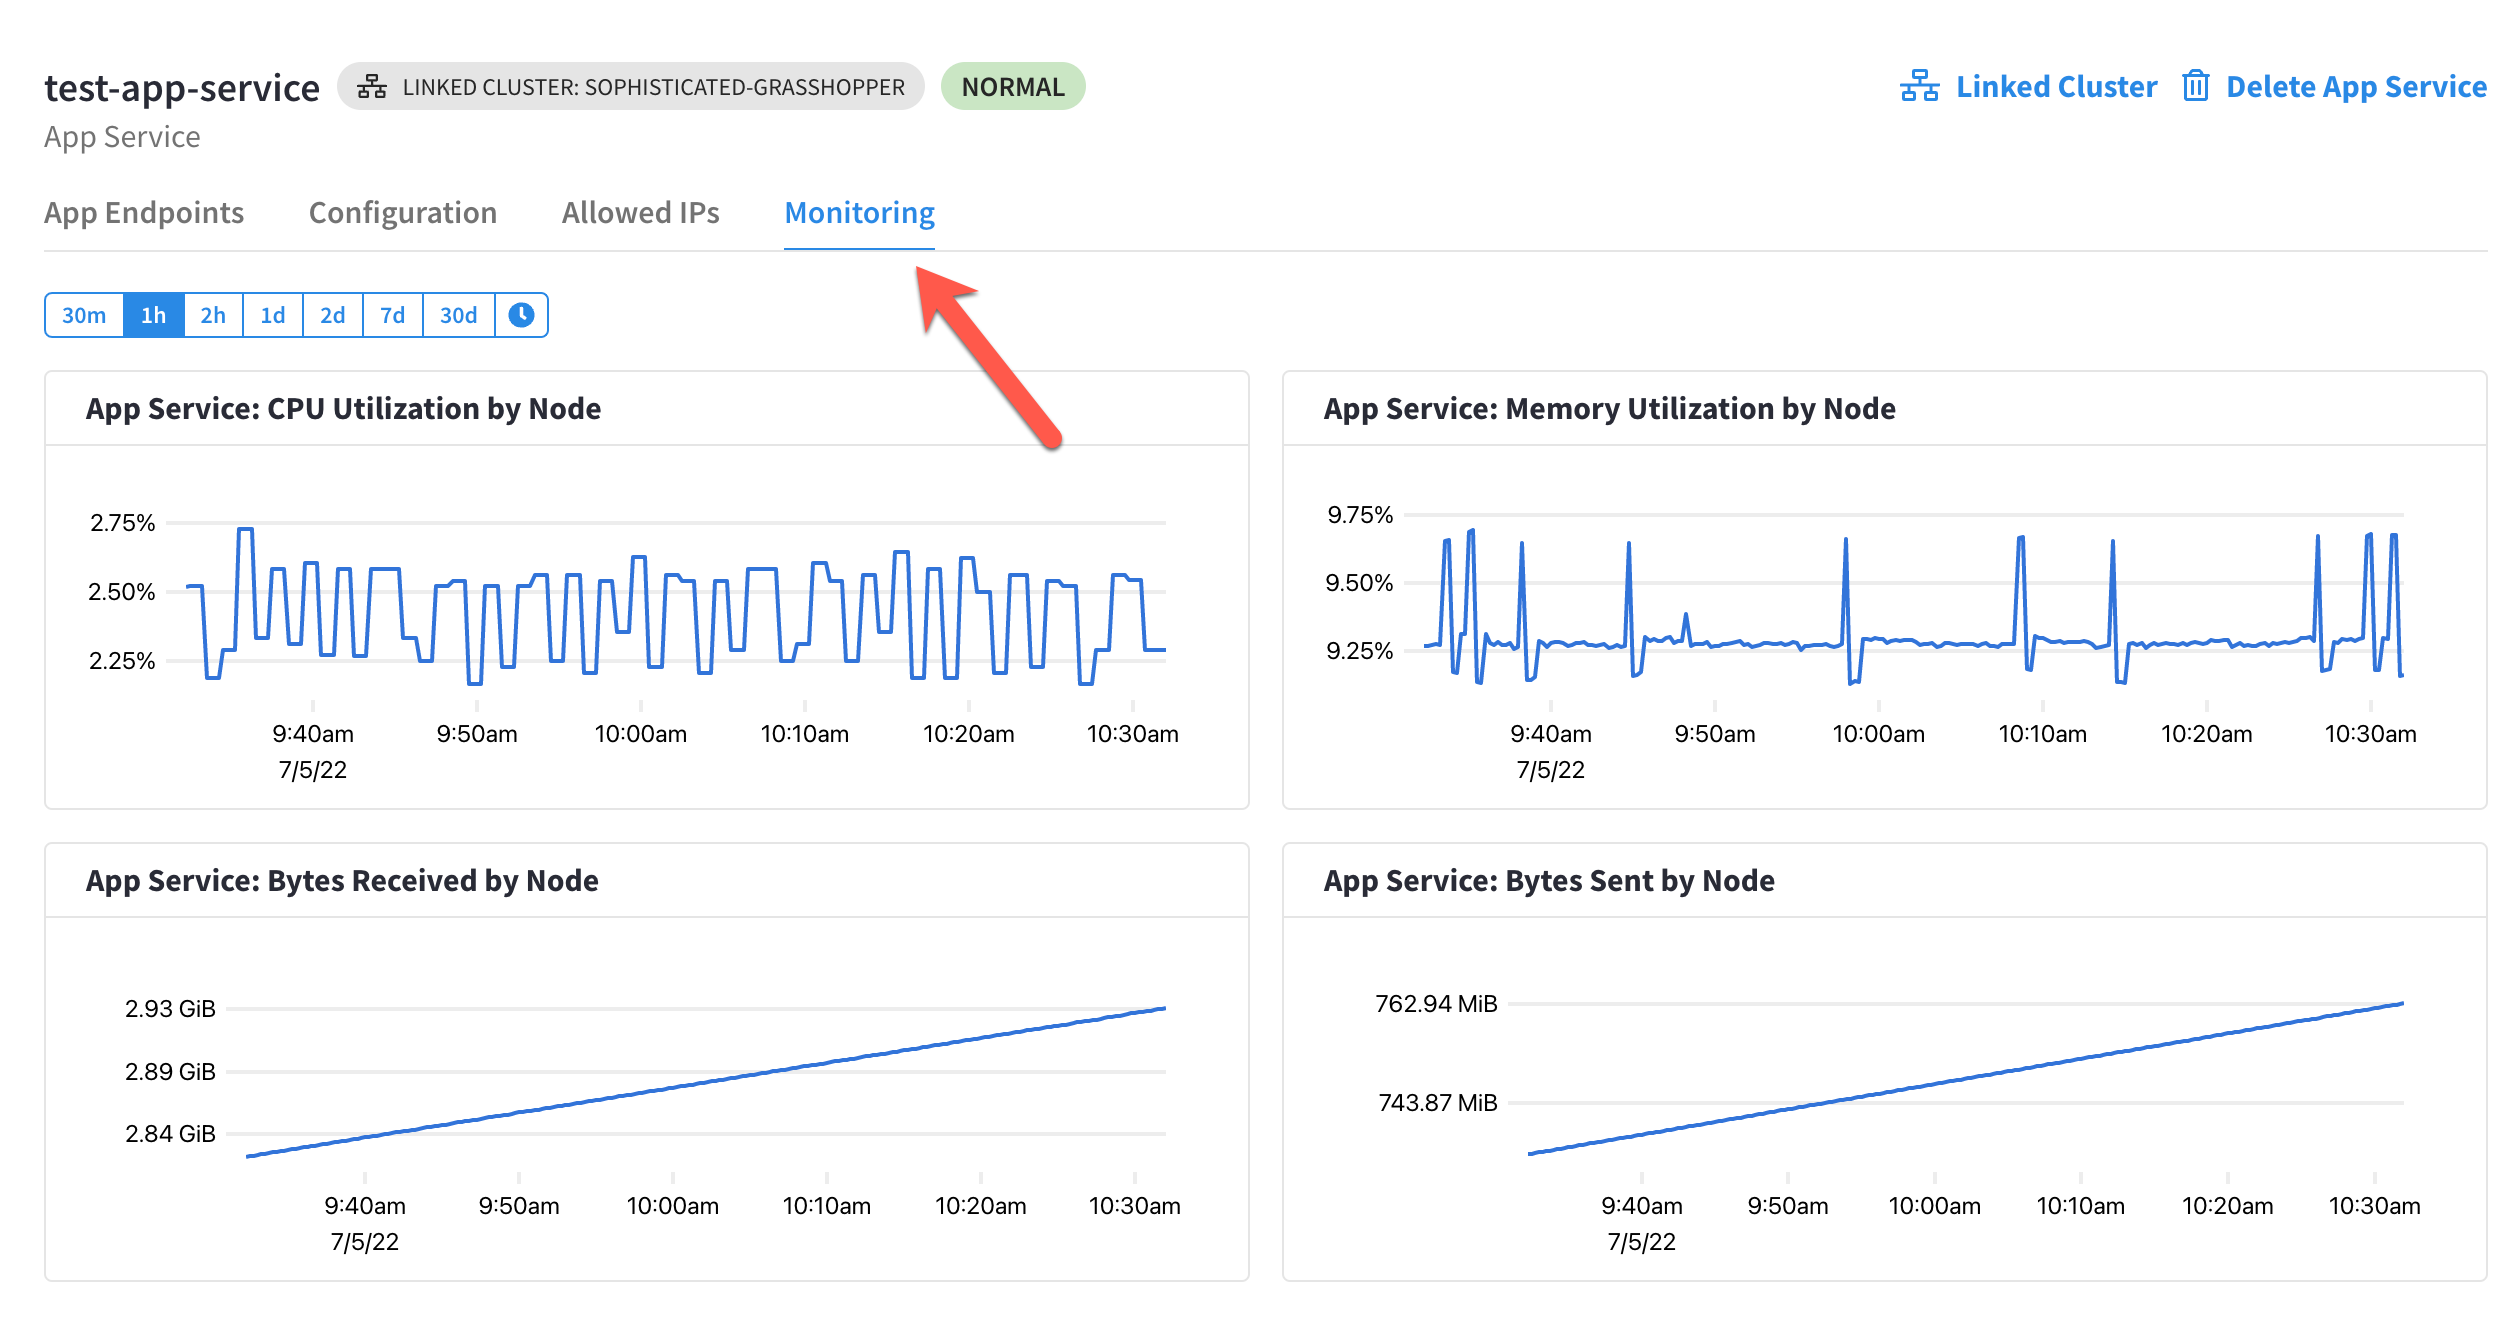 test-app-service LINKED CLUSTER: SOPHISTICATED-GRASSHOPPER NORMAL Linked Cluster Delete App Service
App Service
App Endpoints Configuration Allowed IPs Monitoring
30m 1h 2h 1d 2d 7d 30d
App Service: CPU Utilization by Node
2.75%
2.50%
2.25%
9:40am 9:50am 10:00am 10:10am 10:20am 10:30am
7/5/22
App Service: Memory Utilization by Node
9.75%
9.50%
9.25%
9:40am 9:50am 10:00am 10:10am 10:20am 10:30am
7/5/22
App Service: Bytes Received by Node
2.93 GiB
2.89 GiB
2.84 GiB
9:40am 9:50am 10:00am 10:10am 10:20am 10:30am
7/5/22
App Service: Bytes Sent by Node
762.94 MiB
743.87 MiB
9:40am 9:50am 10:00am 10:10am 10:20am 10:30am
7/5/22